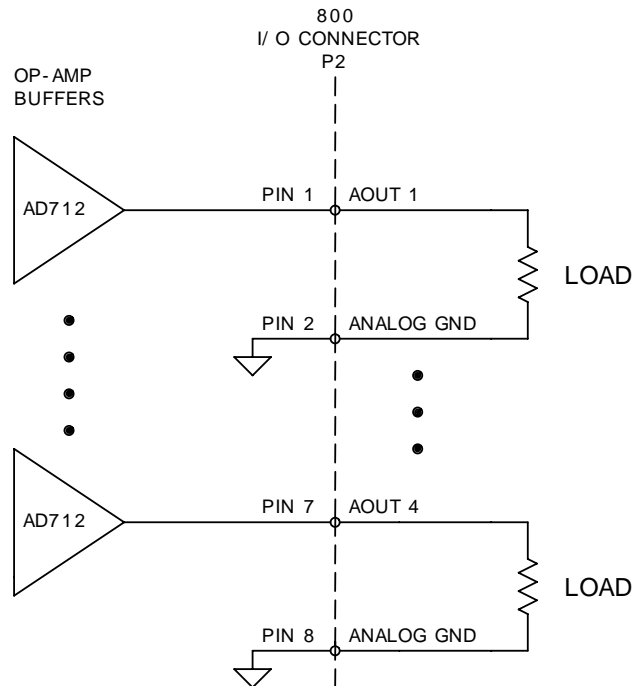 800
I/ O CONNECTOR
P2
OP- AMP
BUFFERS
AD712
PIN 1
AOUT 1
LOAD
PIN 2
ANALOG GND
AD712
PIN 7
AOUT 4
LOAD
PIN 8
ANALOG GND